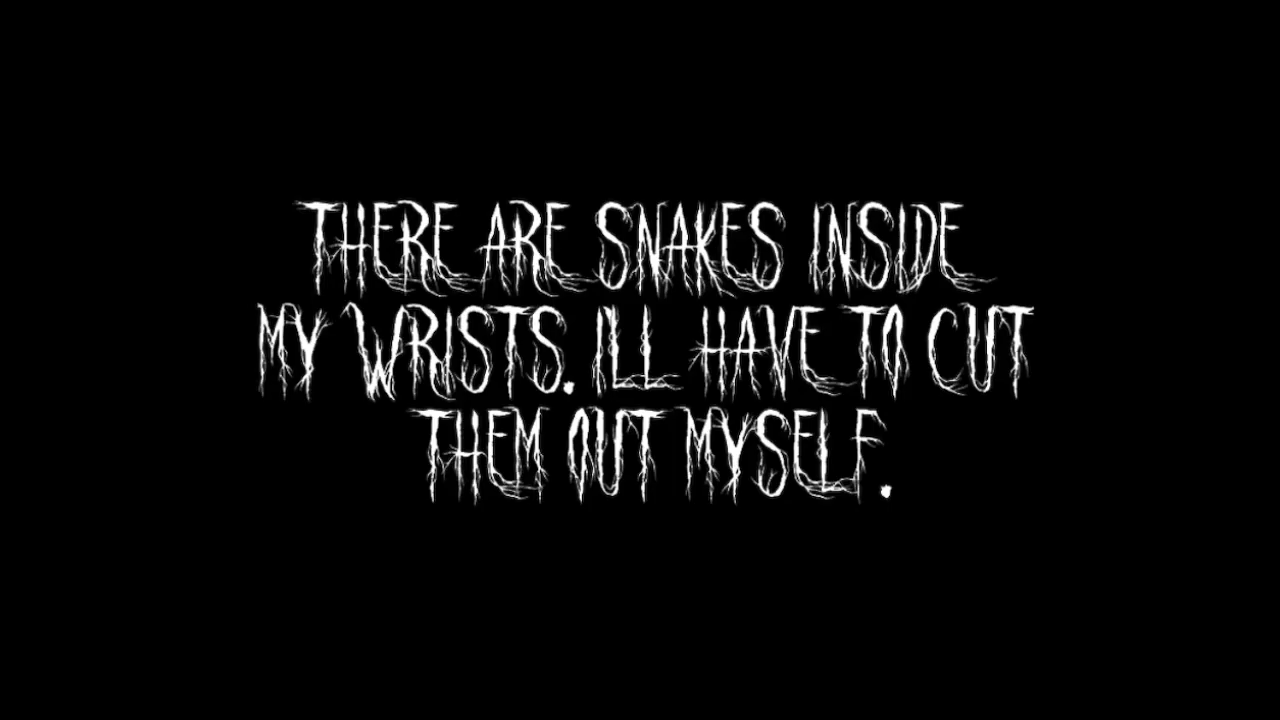 THERE ARE SNAKES INSIDE
MY WRISTS. ILL HAVE TO CUT
THEM OUT MYSELF.